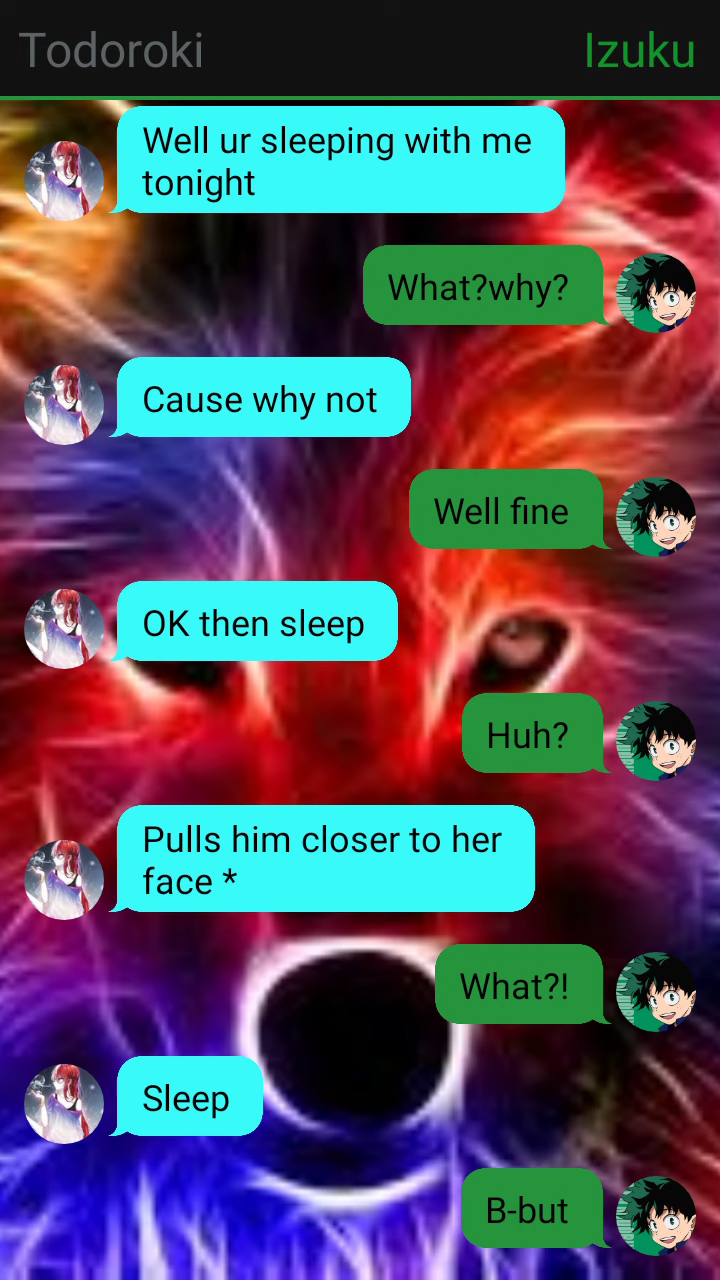 Todoroki
Izuku
Well ur sleeping with me
tonight
What?why?
Cause why not
Well fine
OK then sleep
Huh?
Pulls him closer to her
face *
What?!
Sleep
B-but